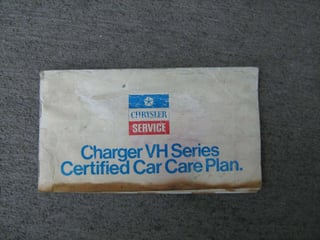 CHRYSLER
SERVICE
Charger VH Series
Certified Car Care Plan.